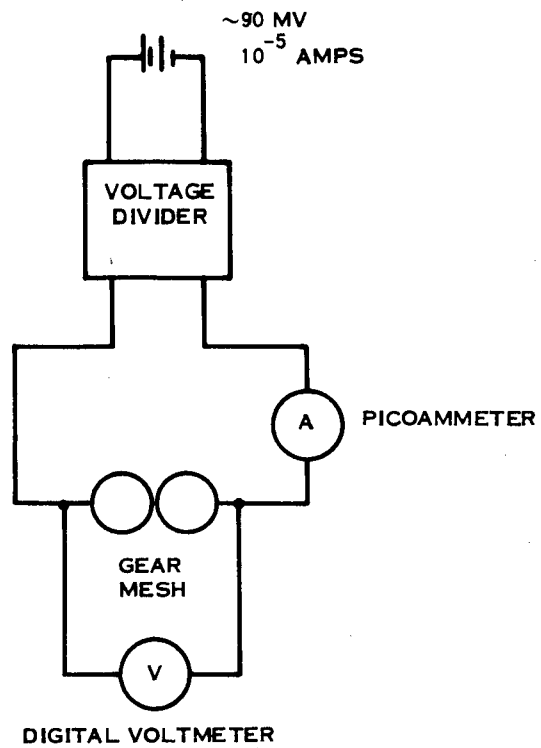 ~90 MV
10⁻⁵ AMPS
VOLTAGE
DIVIDER
A
PICOAMMETER
GEAR
MESH
V
DIGITAL VOLTMETER